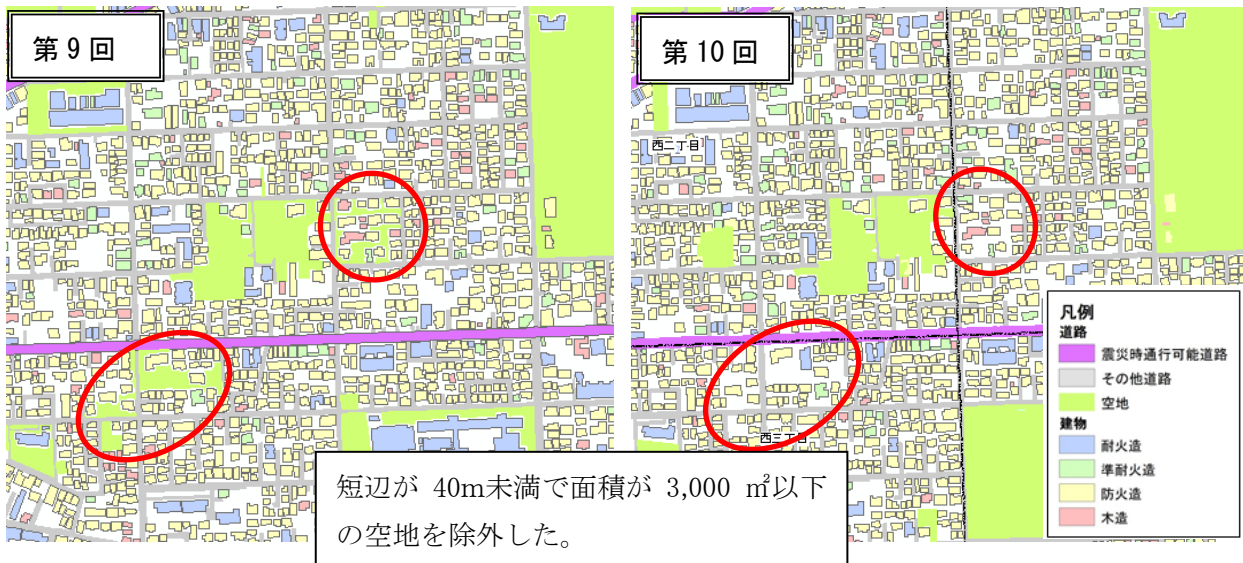 第9回
第10回
西二丁目
西三丁目
凡例
道路
震災時通行可能道路
その他道路
空地
建物
耐火造
準耐火造
防火造
木造
短辺が 40m未満で面積が 3,000 ㎡以下
の空地を除外した。